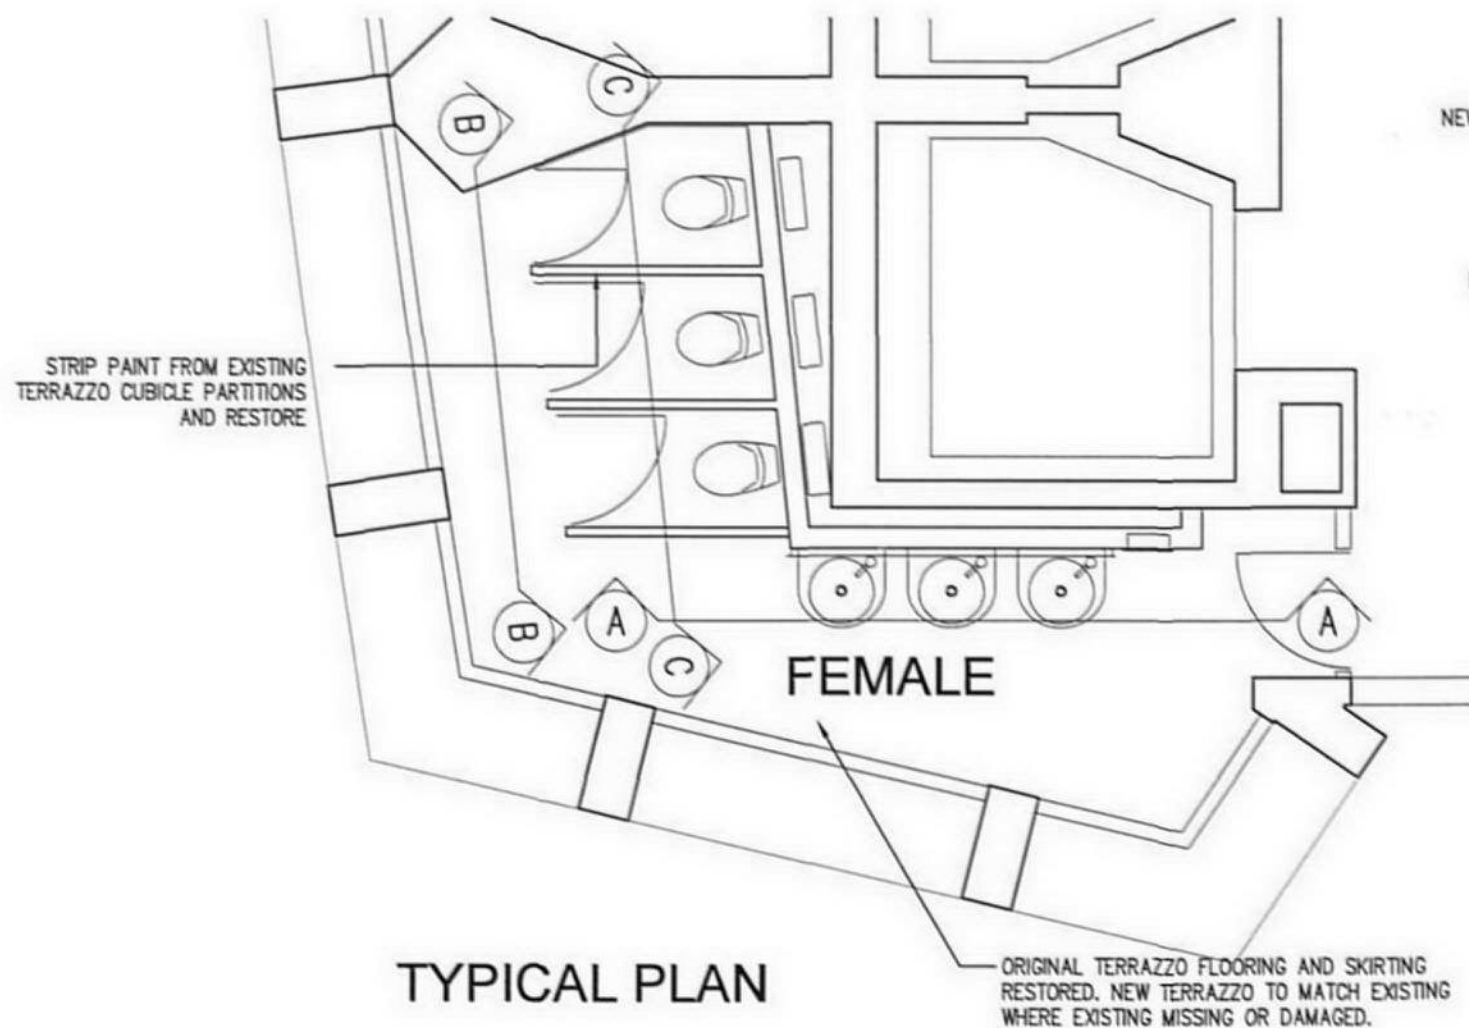 C
B
NEW
STRIP PAINT FROM EXISTING
TERRAZZO CUBICLE PARTITIONS
AND RESTORE
B
A
C
A
FEMALE
TYPICAL PLAN
ORIGINAL TERRAZZO FLOORING AND SKIRTING
RESTORED. NEW TERRAZZO TO MATCH EXISTING
WHERE EXISTING MISSING OR DAMAGED.